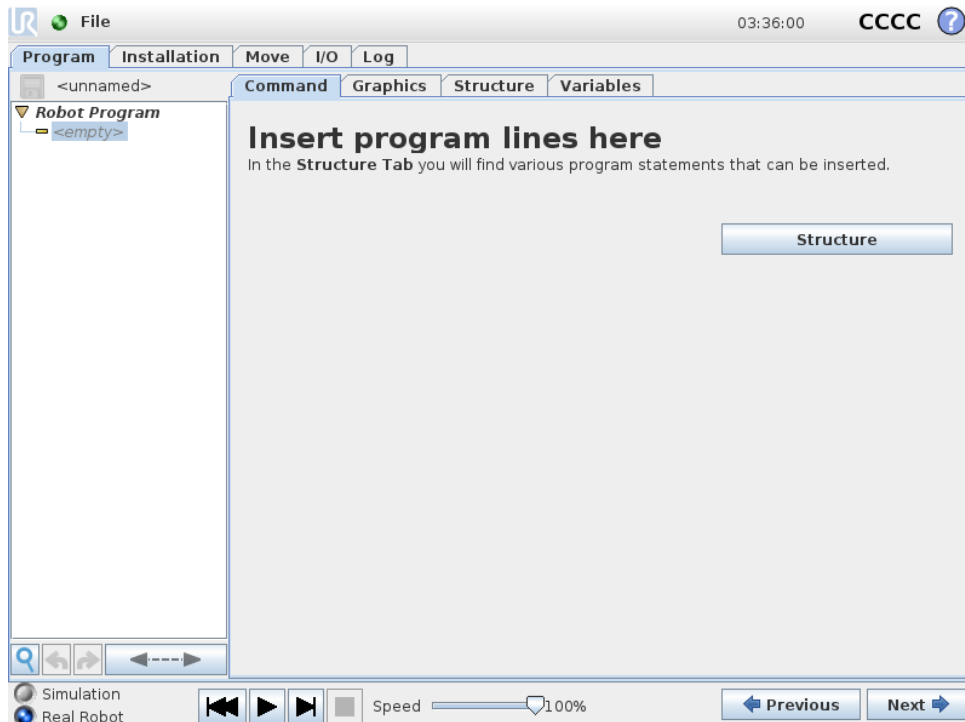 UR File 03:36:00 CCCC ?
Program Installation Move I/O Log
<unnamed> Command Graphics Structure Variables
Robot Program
<empty>
Insert program lines here
In the Structure Tab you will find various program statements that can be inserted.
Structure
Simulation
Real Robot
Speed 100% Previous Next